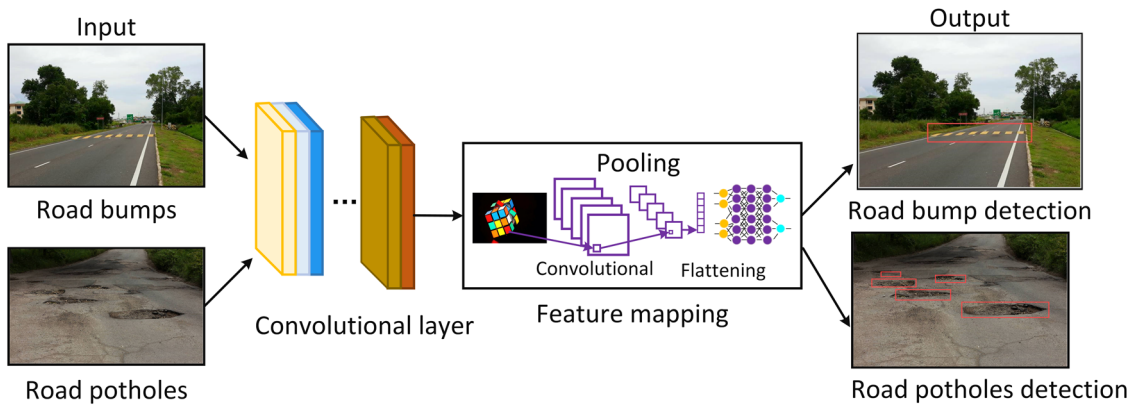 Input
Output
Road bumps
Road potholes
...
Convolutional layer
Pooling
Convolutional
Flattening
Feature mapping
Road bump detection
Road potholes detection